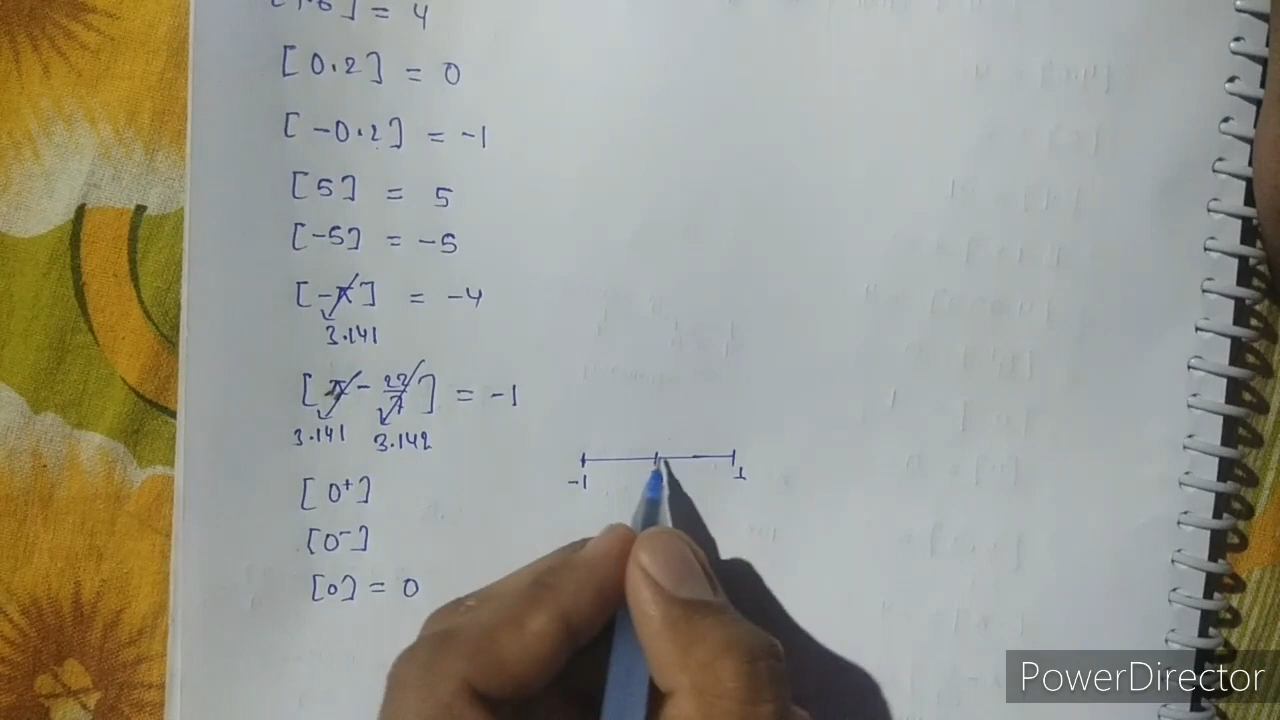 ] = 4
[0.2] = 0
[-0.2] = -1
[5] = 5
[-5] = -5
[-π] = -4
3.141
[π - 22/7] = -1
3.141 3.142
-1 1
[0⁺]
[0⁻]
[0] = 0
PowerDirector